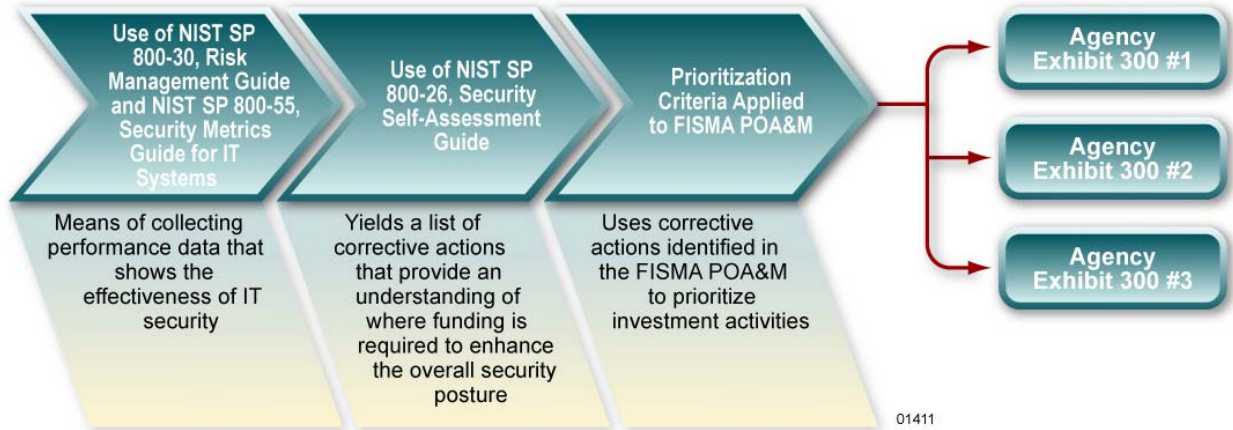 Use of NIST SP
800-30, Risk
Management Guide
and NIST SP 800-55,
Security Metrics
Guide for IT
Systems
Means of collecting
performance data that
shows the
effectiveness of IT
security
Use of NIST SP
800-26, Security
Self-Assessment
Guide
Yields a list of
corrective actions
that provide an
understanding of
where funding is
required to enhance
the overall security
posture
Prioritization
Criteria Applied
to FISMA POA&M
Uses corrective
actions identified in
the FISMA POA&M
to prioritize
investment activities
Agency
Exhibit 300 #1
Agency
Exhibit 300 #2
Agency
Exhibit 300 #3
01411